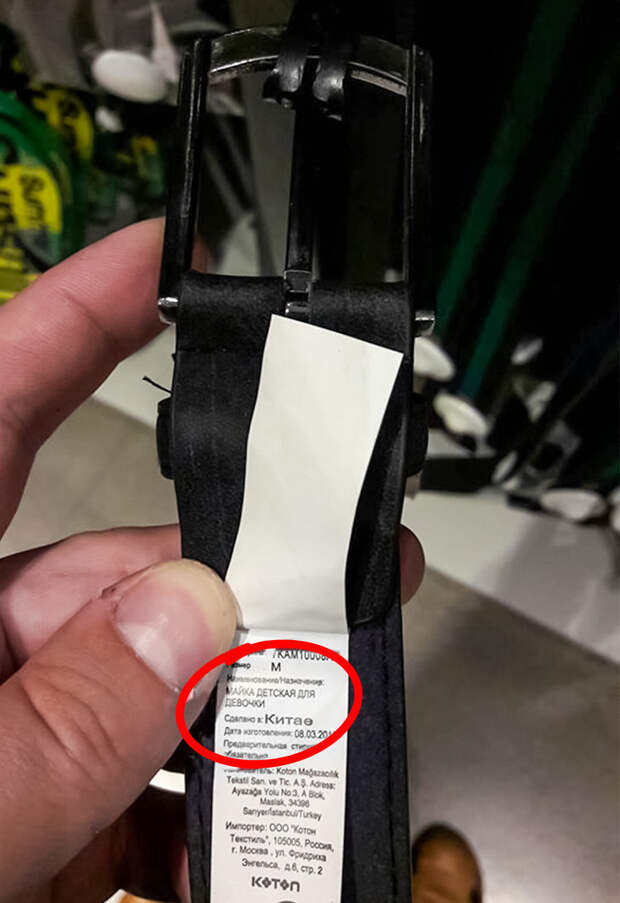 /KAM1000
Размер M
Наименование/Назначение:
МАЙКА ДЕТСКАЯ ДЛЯ
ДЕВОЧКИ
Сделано в: Китае
Дата изготовления: 08.03.201
Предварительная
обязательна
Koton Mağazacılık
Tekstil San. ve Tic. A.Ş. Adress:
Ayazağa Yolu No:3, A Blok,
Maslak, 34398
Sarıyer/İstanbul/Turkey
Импортер: ООО "Котон
Текстиль", 105005, Россия,
г. Москва , ул. Фридриха
Энгельса, д.6, стр. 2
KOTON